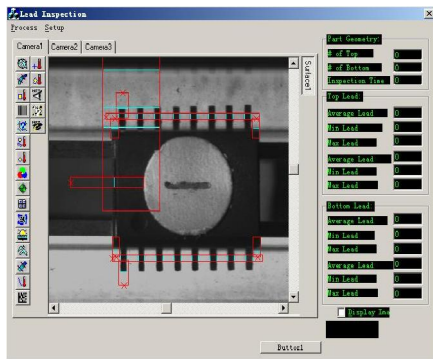 Lead Inspection
Process Setup
Camera1 Camera2 Camera3
Surface1
Part Geometry:
# of Top 0
# of Bottom 0
Inspection Time 0
Top Lead:
Average Lead 0
Min Lead 0
Max Lead 0
Average Lead 0
Min Lead 0
Max Lead 0
Bottom Lead
Average Lead 0
Min Lead 0
Max Lead 0
Average Lead 0
Min Lead 0
Max Lead 0
Display Ima
Button1